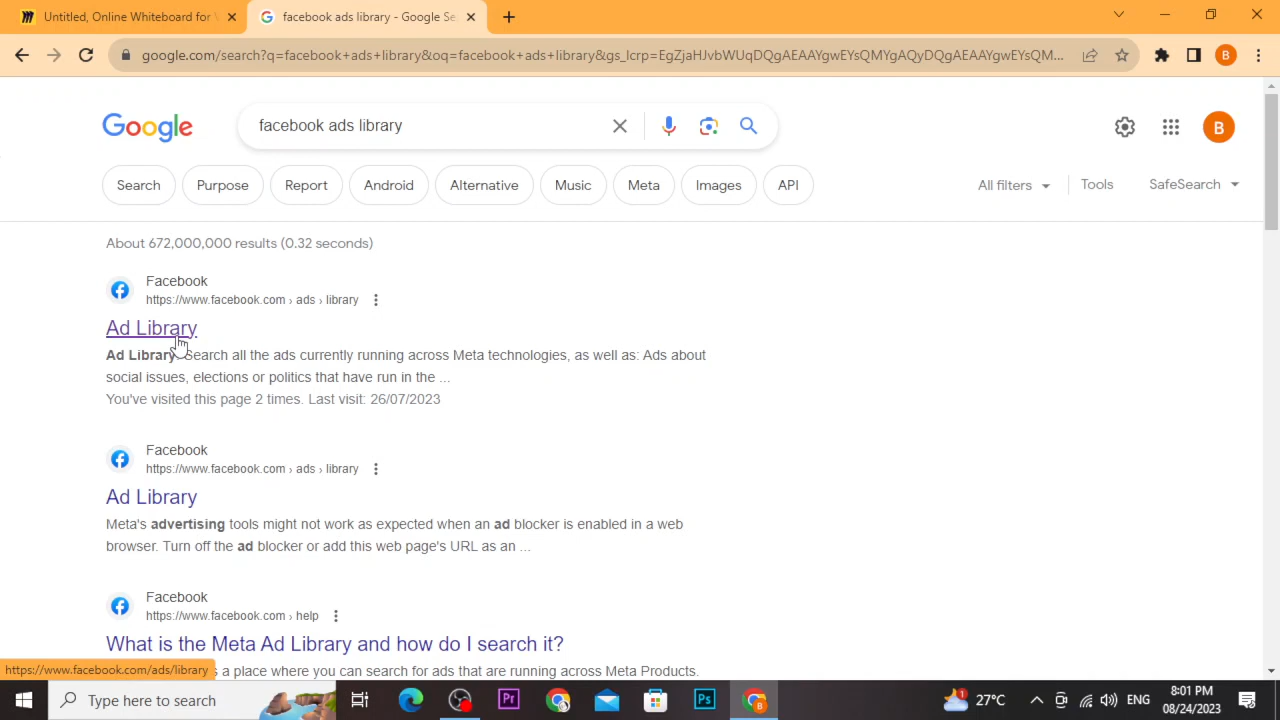 Untitled, Online Whiteboard for
facebook ads library - Google Se
google.com/search?q=facebook+ads+library&oq=facebook+ads+library&gs_lcrp=EgZjaHJvbWUqDQgAEAAYgwEYsQMYgAQyDQgAEAAYgwEYsQM...
B
Google
facebook ads library
B
Search
Purpose
Report
Android
Alternative
Music
Meta
Images
API
All filters
Tools
SafeSearch
About 672,000,000 results (0.32 seconds)
Facebook
https://www.facebook.com › ads › library
Ad Library
Ad Library. Search all the ads currently running across Meta technologies, as well as: Ads about
social issues, elections or politics that have run in the ...
You've visited this page 2 times. Last visit: 26/07/2023
Facebook
https://www.facebook.com › ads › library
Ad Library
Meta's advertising tools might not work as expected when an ad blocker is enabled in a web
browser. Turn off the ad blocker or add this web page's URL as an ...
Facebook
https://www.facebook.com › help
What is the Meta Ad Library and how do I search it?
https://www.facebook.com/ads/library
s a place where you can search for ads that are running across Meta Products.
Type here to search
Pr
Ps
B
1
27°C
ENG
8:01 PM
08/24/2023